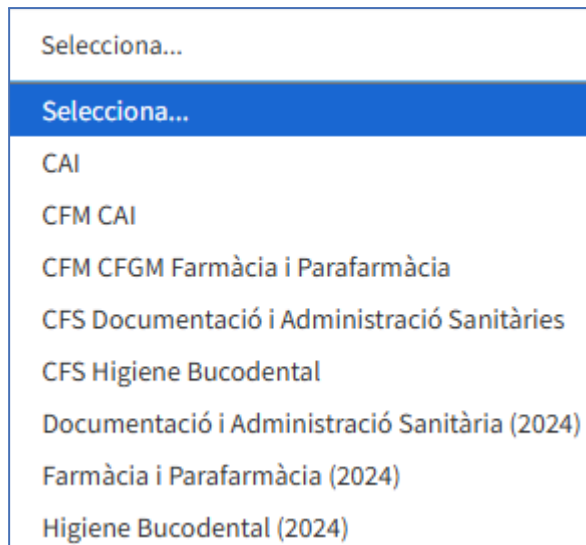 Selecciona...
Selecciona...
CAI
CFM CAI
CFM CFGM Farmàcia i Parafarmàcia
CFS Documentació i Administració Sanitàries
CFS Higiene Bucodental
Documentació i Administració Sanitària (2024)
Farmàcia i Parafarmàcia (2024)
Higiene Bucodental (2024)